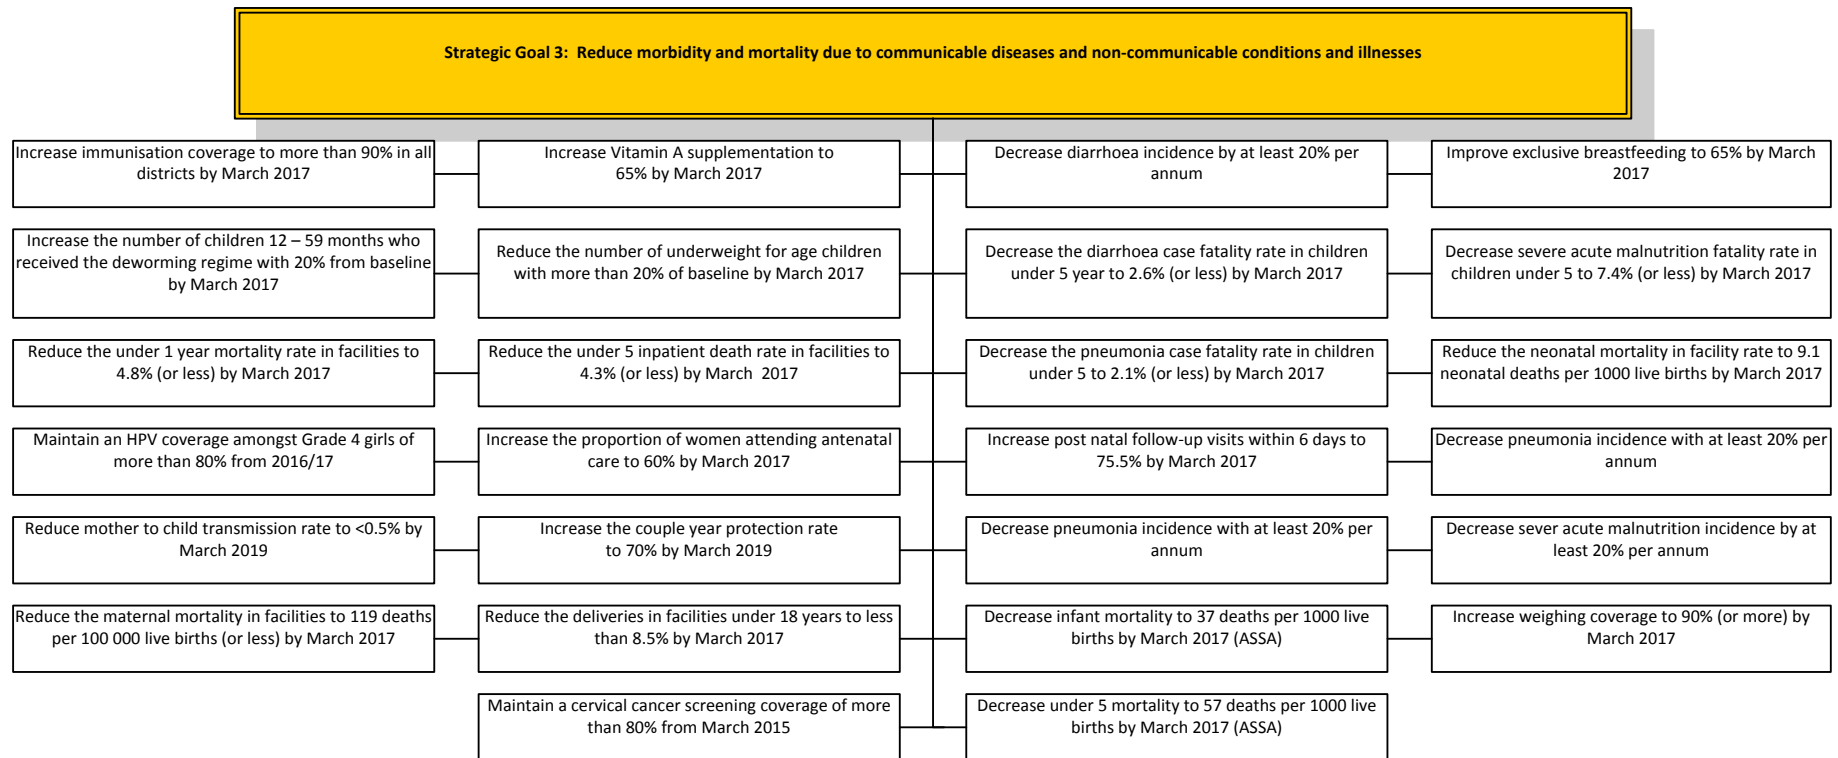 Strategic Goal 3:  Reduce morbidity and mortality due to communicable diseases and non-communicable conditions and illnesses
Increase immunisation coverage to more than 90% in all
districts by March 2017
Increase Vitamin A supplementation to
65% by March 2017
Decrease diarrhoea incidence by at least 20% per
annum
Improve exclusive breastfeeding to 65% by March
2017
Increase the number of children 12 – 59 months who
received the deworming regime with 20% from baseline
by March 2017
Reduce the number of underweight for age children
with more than 20% of baseline by March 2017
Decrease the diarrhoea case fatality rate in children
under 5 year to 2.6% (or less) by March 2017
Decrease severe acute malnutrition fatality rate in
children under 5 to 7.4% (or less) by March 2017
Reduce the under 1 year mortality rate in facilities to
4.8% (or less) by March 2017
Reduce the under 5 inpatient death rate in facilities to
4.3% (or less) by March  2017
Decrease the pneumonia case fatality rate in children
under 5 to 2.1% (or less) by March 2017
Reduce the neonatal mortality in facility rate to 9.1
neonatal deaths per 1000 live births by March 2017
Maintain an HPV coverage amongst Grade 4 girls of
more than 80% from 2016/17
Increase the proportion of women attending antenatal
care to 60% by March 2017
Increase post natal follow-up visits within 6 days to
75.5% by March 2017
Decrease pneumonia incidence with at least 20% per
annum
Reduce mother to child transmission rate to <0.5% by
March 2019
Increase the couple year protection rate
to 70% by March 2019
Decrease pneumonia incidence with at least 20% per
annum
Decrease sever acute malnutrition incidence by at
least 20% per annum
Reduce the maternal mortality in facilities to 119 deaths
per 100 000 live births (or less) by March 2017
Reduce the deliveries in facilities under 18 years to less
than 8.5% by March 2017
Decrease infant mortality to 37 deaths per 1000 live
births by March 2017 (ASSA)
Increase weighing coverage to 90% (or more) by
March 2017
Maintain a cervical cancer screening coverage of more
than 80% from March 2015
Decrease under 5 mortality to 57 deaths per 1000 live
births by March 2017 (ASSA)